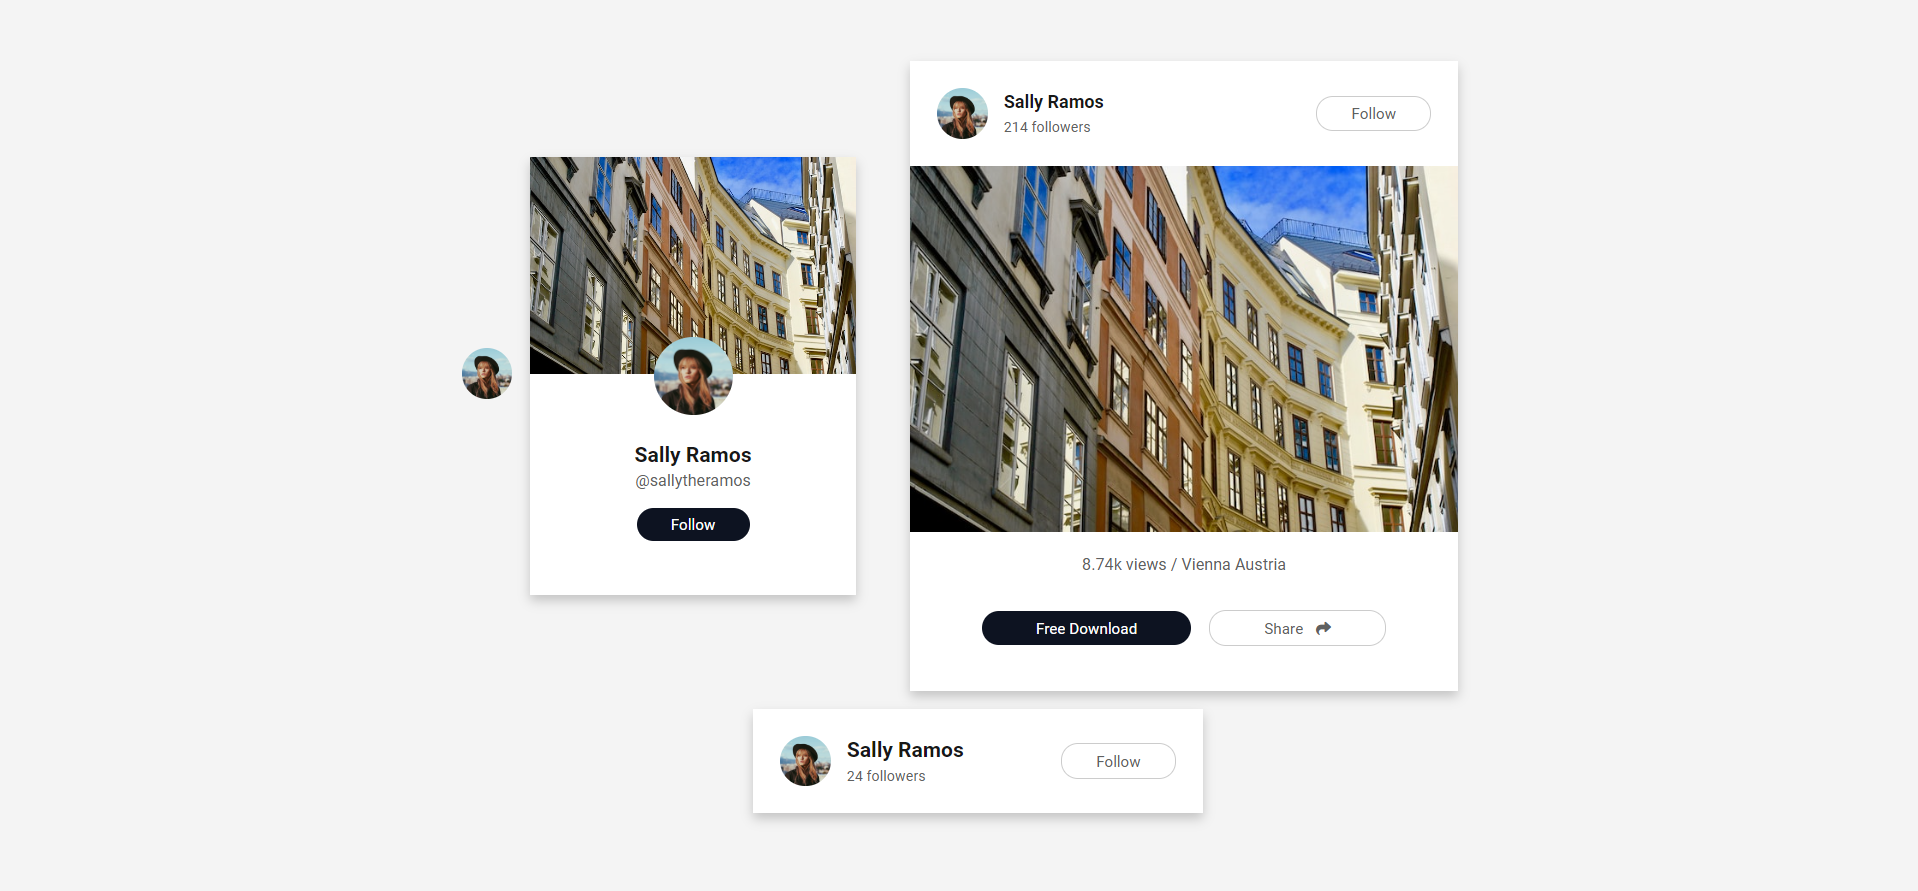 Sally Ramos
214 followers
Follow
Sally Ramos
@sallytheramos
Follow
8.74k views / Vienna Austria
Free Download
Share
Sally Ramos
24 followers
Follow